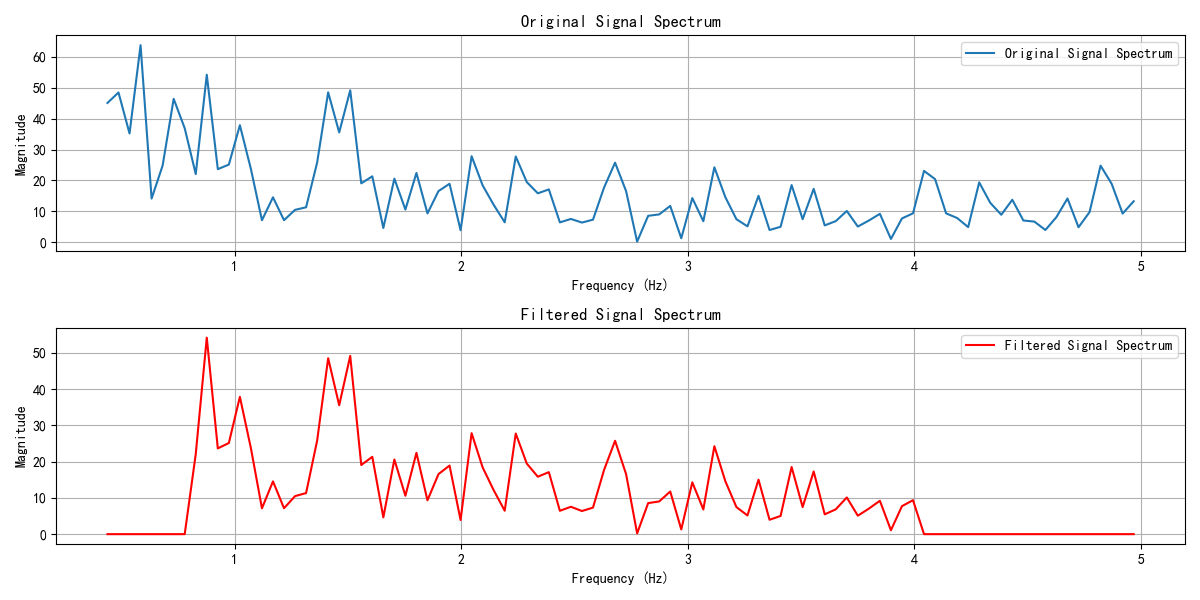 Original Signal Spectrum
Original Signal Spectrum
60
50
40
30
20
10
0
Magnitude
1 2 3 4 5
Frequency (Hz)
Filtered Signal Spectrum
Filtered Signal Spectrum
50
40
30
20
10
0
Magnitude
1 2 3 4 5
Frequency (Hz)